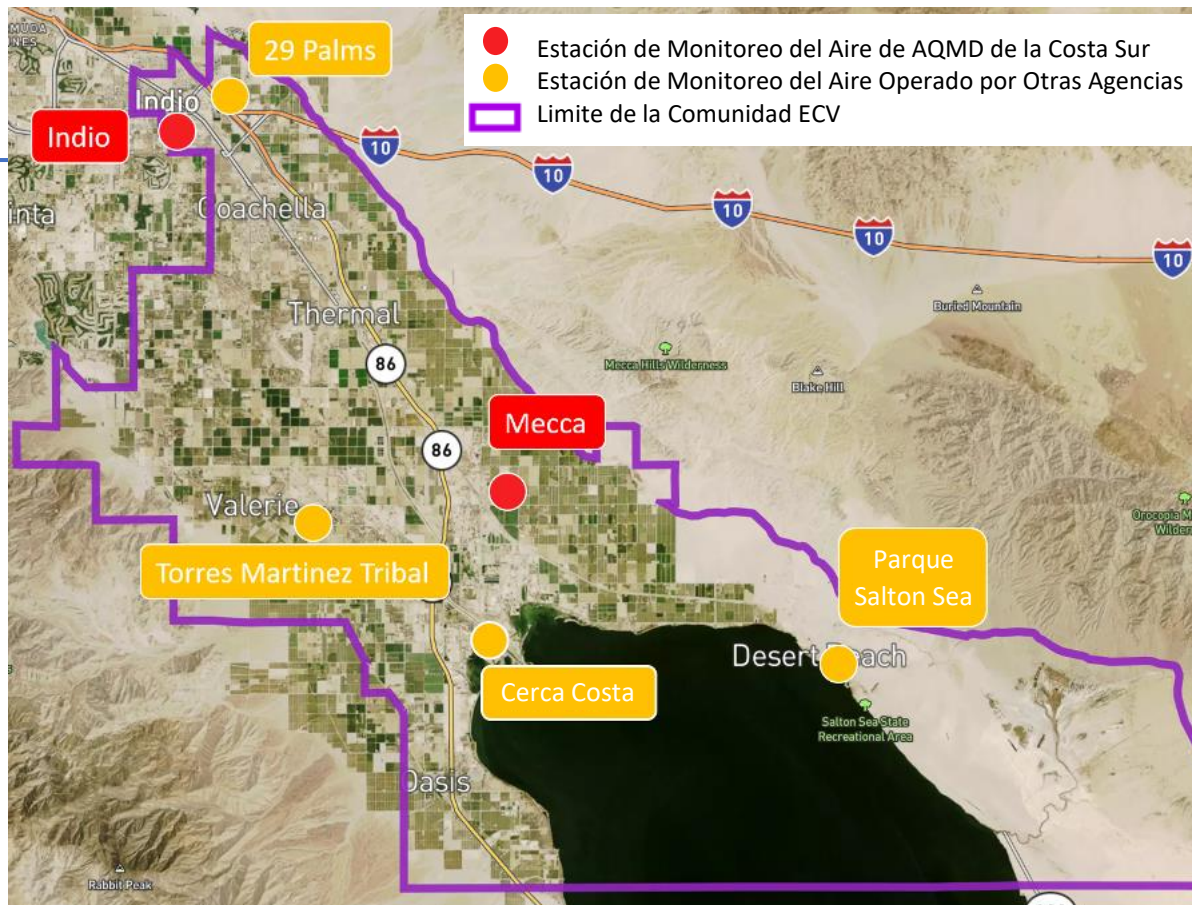 29 Palms
Estación de Monitoreo del Aire de AQMD de la Costa Sur
Estación de Monitoreo del Aire Operado por Otras Agencias
Limite de la Comunidad ECV
Indio
Indio
10
10
10
10
10
Coachella
Buried Mountain
Thermal
86
Mecca Hills Wilderness
Blake Hill
Mecca
86
Valerie
Torres Martinez Tribal
Parque
Salton Sea
Desert Beach
Cerca Costa
Salton Sea State
Recreational Area
Oasis
Rabbit Peak